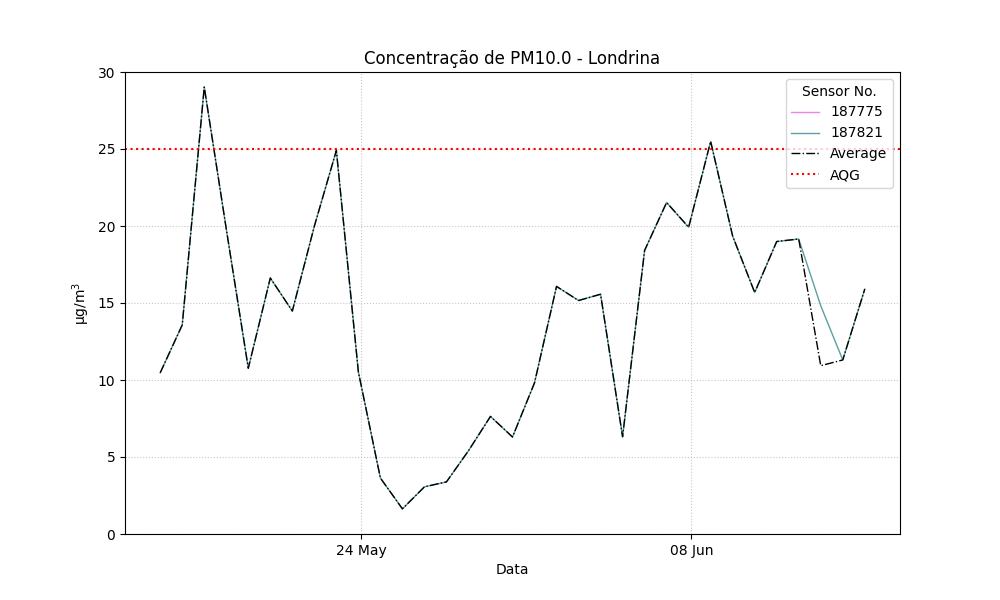 Concentração de PM10.0 - Londrina
30
25
20
15
10
5
0
µg/m³
24 May
08 Jun
Data
Sensor No.
187775
187821
Average
AQG